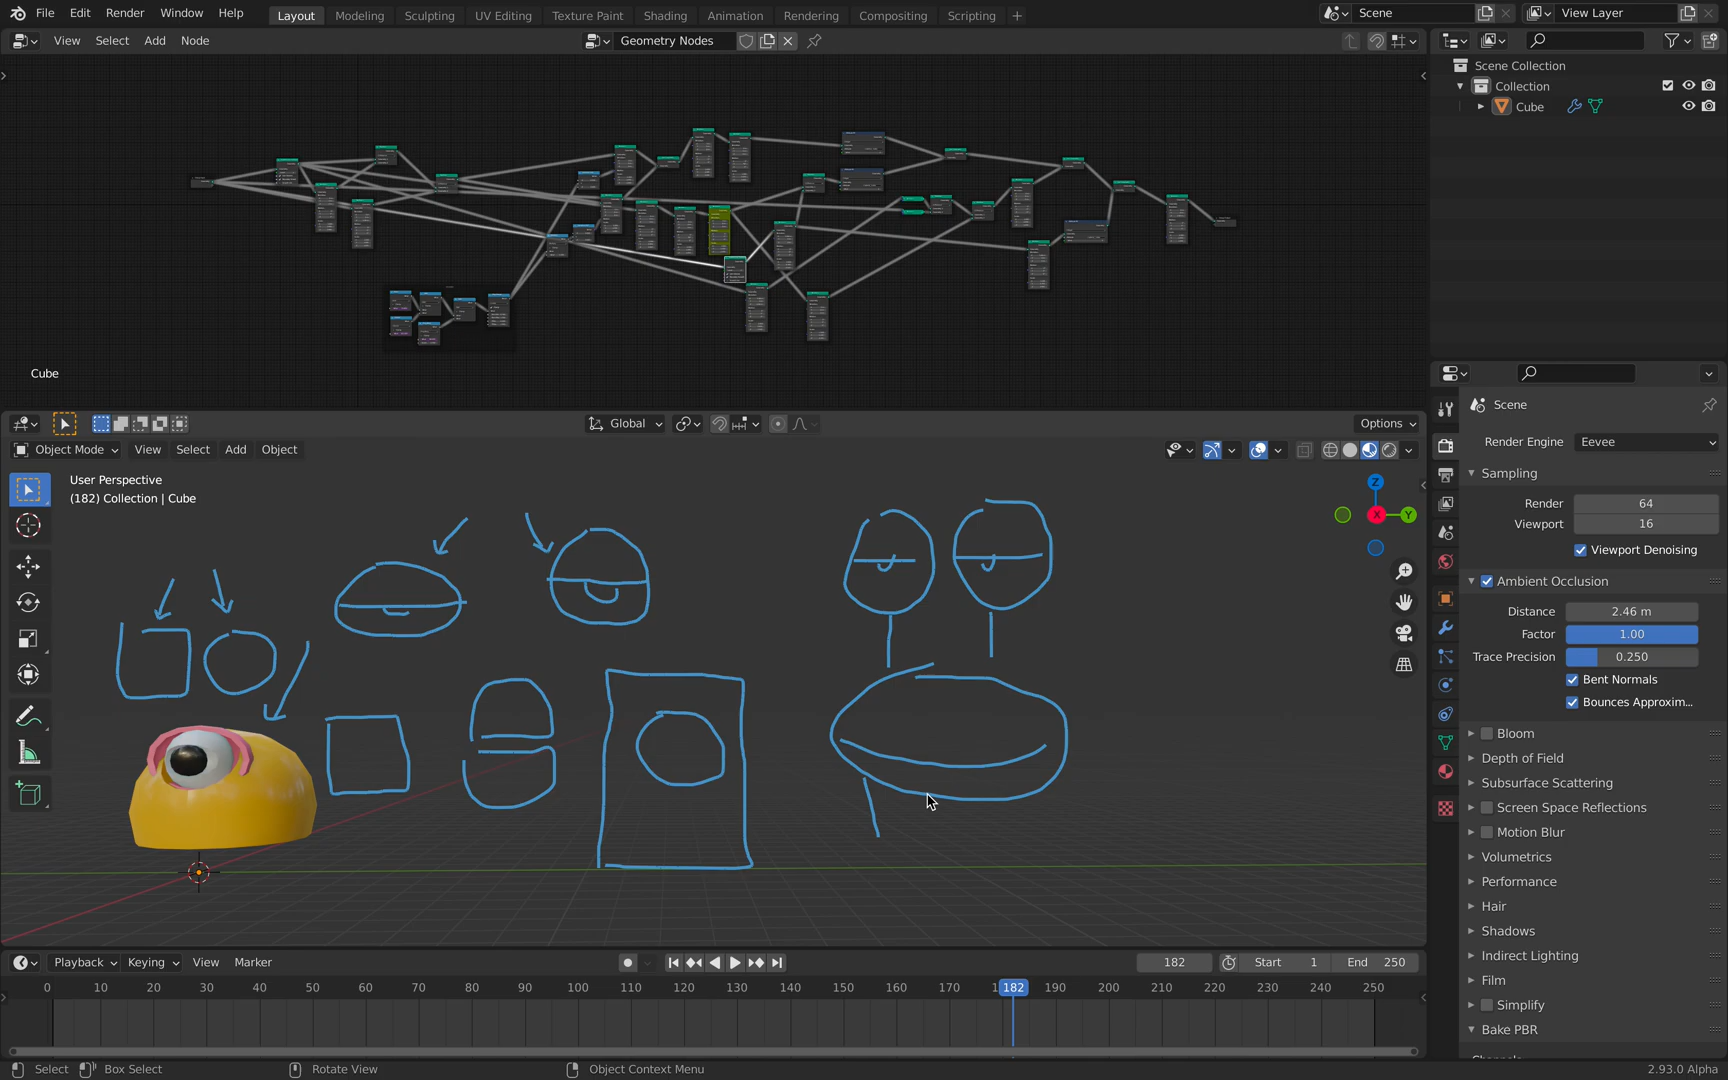 File Edit Render Window Help Layout Modeling Sculpting UV Editing Texture Paint Shading Animation Rendering Compositing Scripting + Scene View Layer
View Select Add Node Geometry Nodes
Scene Collection
Collection
Cube
Cube
Global Options
Object Mode View Select Add Object
User Perspective
(182) Collection | Cube
Z
X
Y
Scene
Render Engine Eevee
Sampling
Render 64
Viewport 16
Viewport Denoising
Ambient Occlusion
Distance 2.46 m
Factor 1.00
Trace Precision 0.250
Bent Normals
Bounces Approxim...
Bloom
Depth of Field
Subsurface Scattering
Screen Space Reflections
Motion Blur
Volumetrics
Performance
Hair
Shadows
Indirect Lighting
Film
Simplify
Bake PBR
Playback Keying View Marker 182 Start 1 End 250
0 10 20 30 40 50 60 70 80 90 100 110 120 130 140 150 160 170 1 182 190 200 210 220 230 240 250
Select Box Select Rotate View Object Context Menu 2.93.0 Alpha